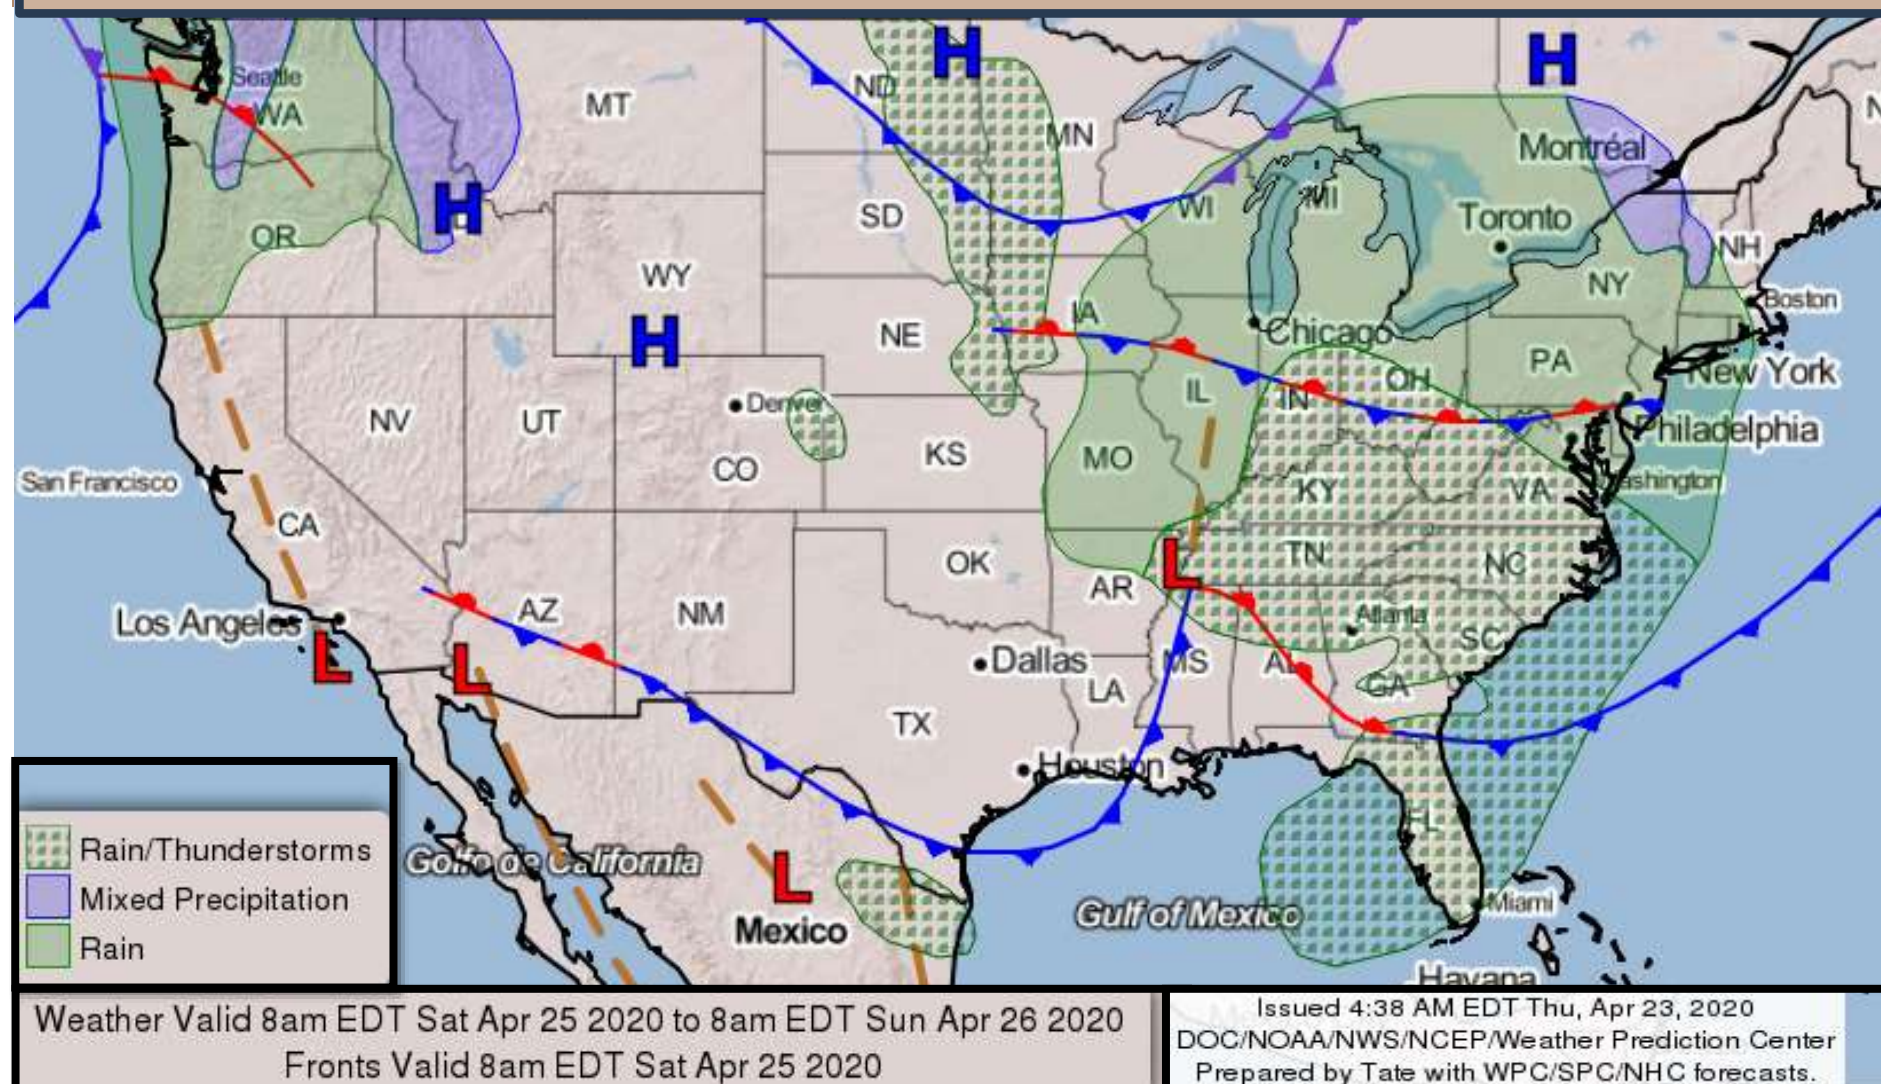 H
H
Seattle
WA
MT
ND
MN
Montréal
H
OR
ID
SD
WI
MI
Toronto
NH
WY
NY
Boston
H
NE
IA
Chicago
PA
New York
Denver
IL
IN
OH
NV
UT
CO
KS
MO
Philadelphia
San Francisco
KY
VA
Washington
CA
OK
AR
L
TN
NC
Los Angeles
AZ
NM
Atlanta
SC
L
L
Dallas
LA
MS
AL
GA
TX
Houston
FL
Golfo de California
L
Mexico
Gulf of Mexico
Miami
Havana
Rain/Thunderstorms
Mixed Precipitation
Rain
Weather Valid 8am EDT Sat Apr 25 2020 to 8am EDT Sun Apr 26 2020
Fronts Valid 8am EDT Sat Apr 25 2020
Issued 4:38 AM EDT Thu, Apr 23, 2020
DOC/NOAA/NWS/NCEP/Weather Prediction Center
Prepared by Tate with WPC/SPC/NHC forecasts.